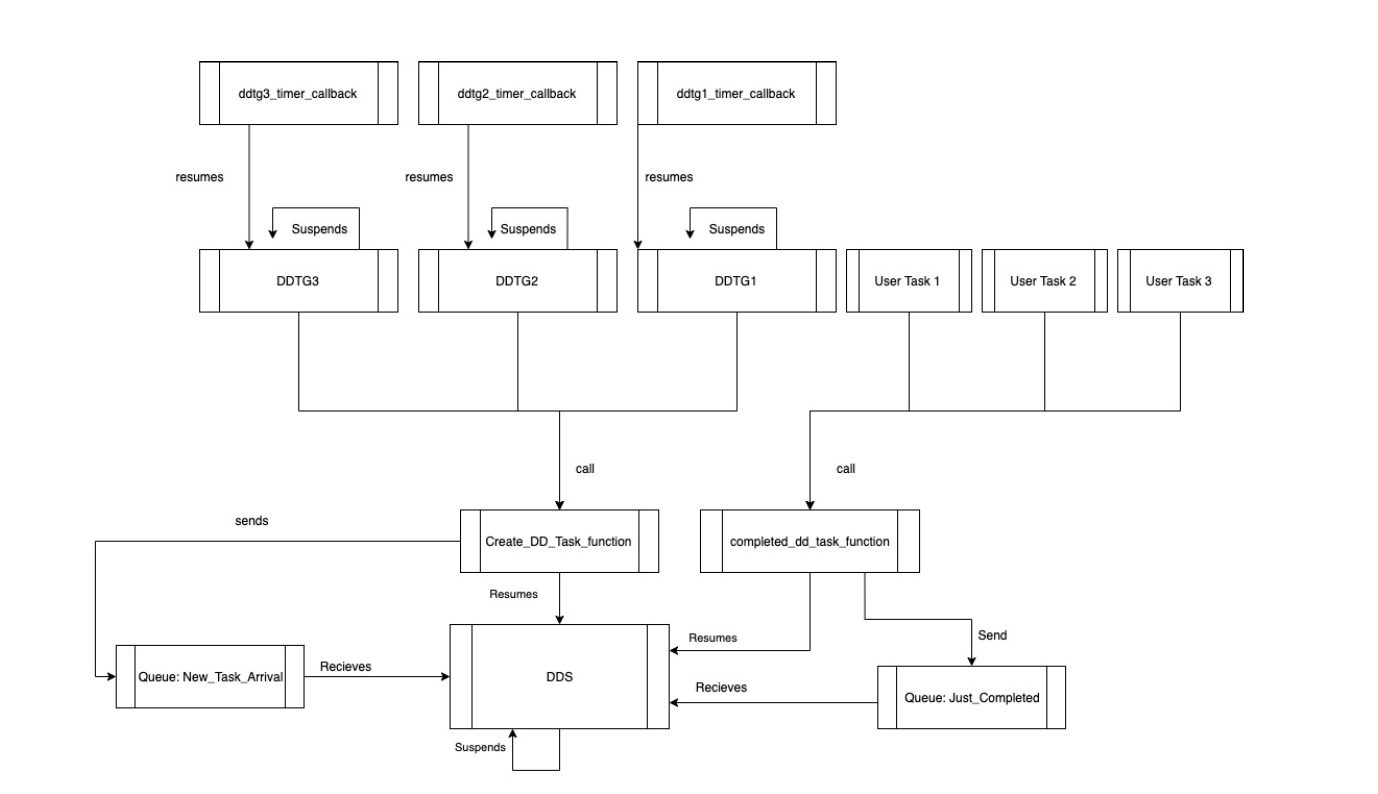 ddtg3_timer_callback
ddtg2_timer_callback
ddtg1_timer_callback
resumes
resumes
resumes
Suspends
Suspends
Suspends
DDTG3
DDTG2
DDTG1
User Task 1
User Task 2
User Task 3
call
call
sends
Create_DD_Task_function
completed_dd_task_function
Resumes
Resumes
Send
Queue: New_Task_Arrival
Recieves
DDS
Recieves
Queue: Just_Completed
Suspends